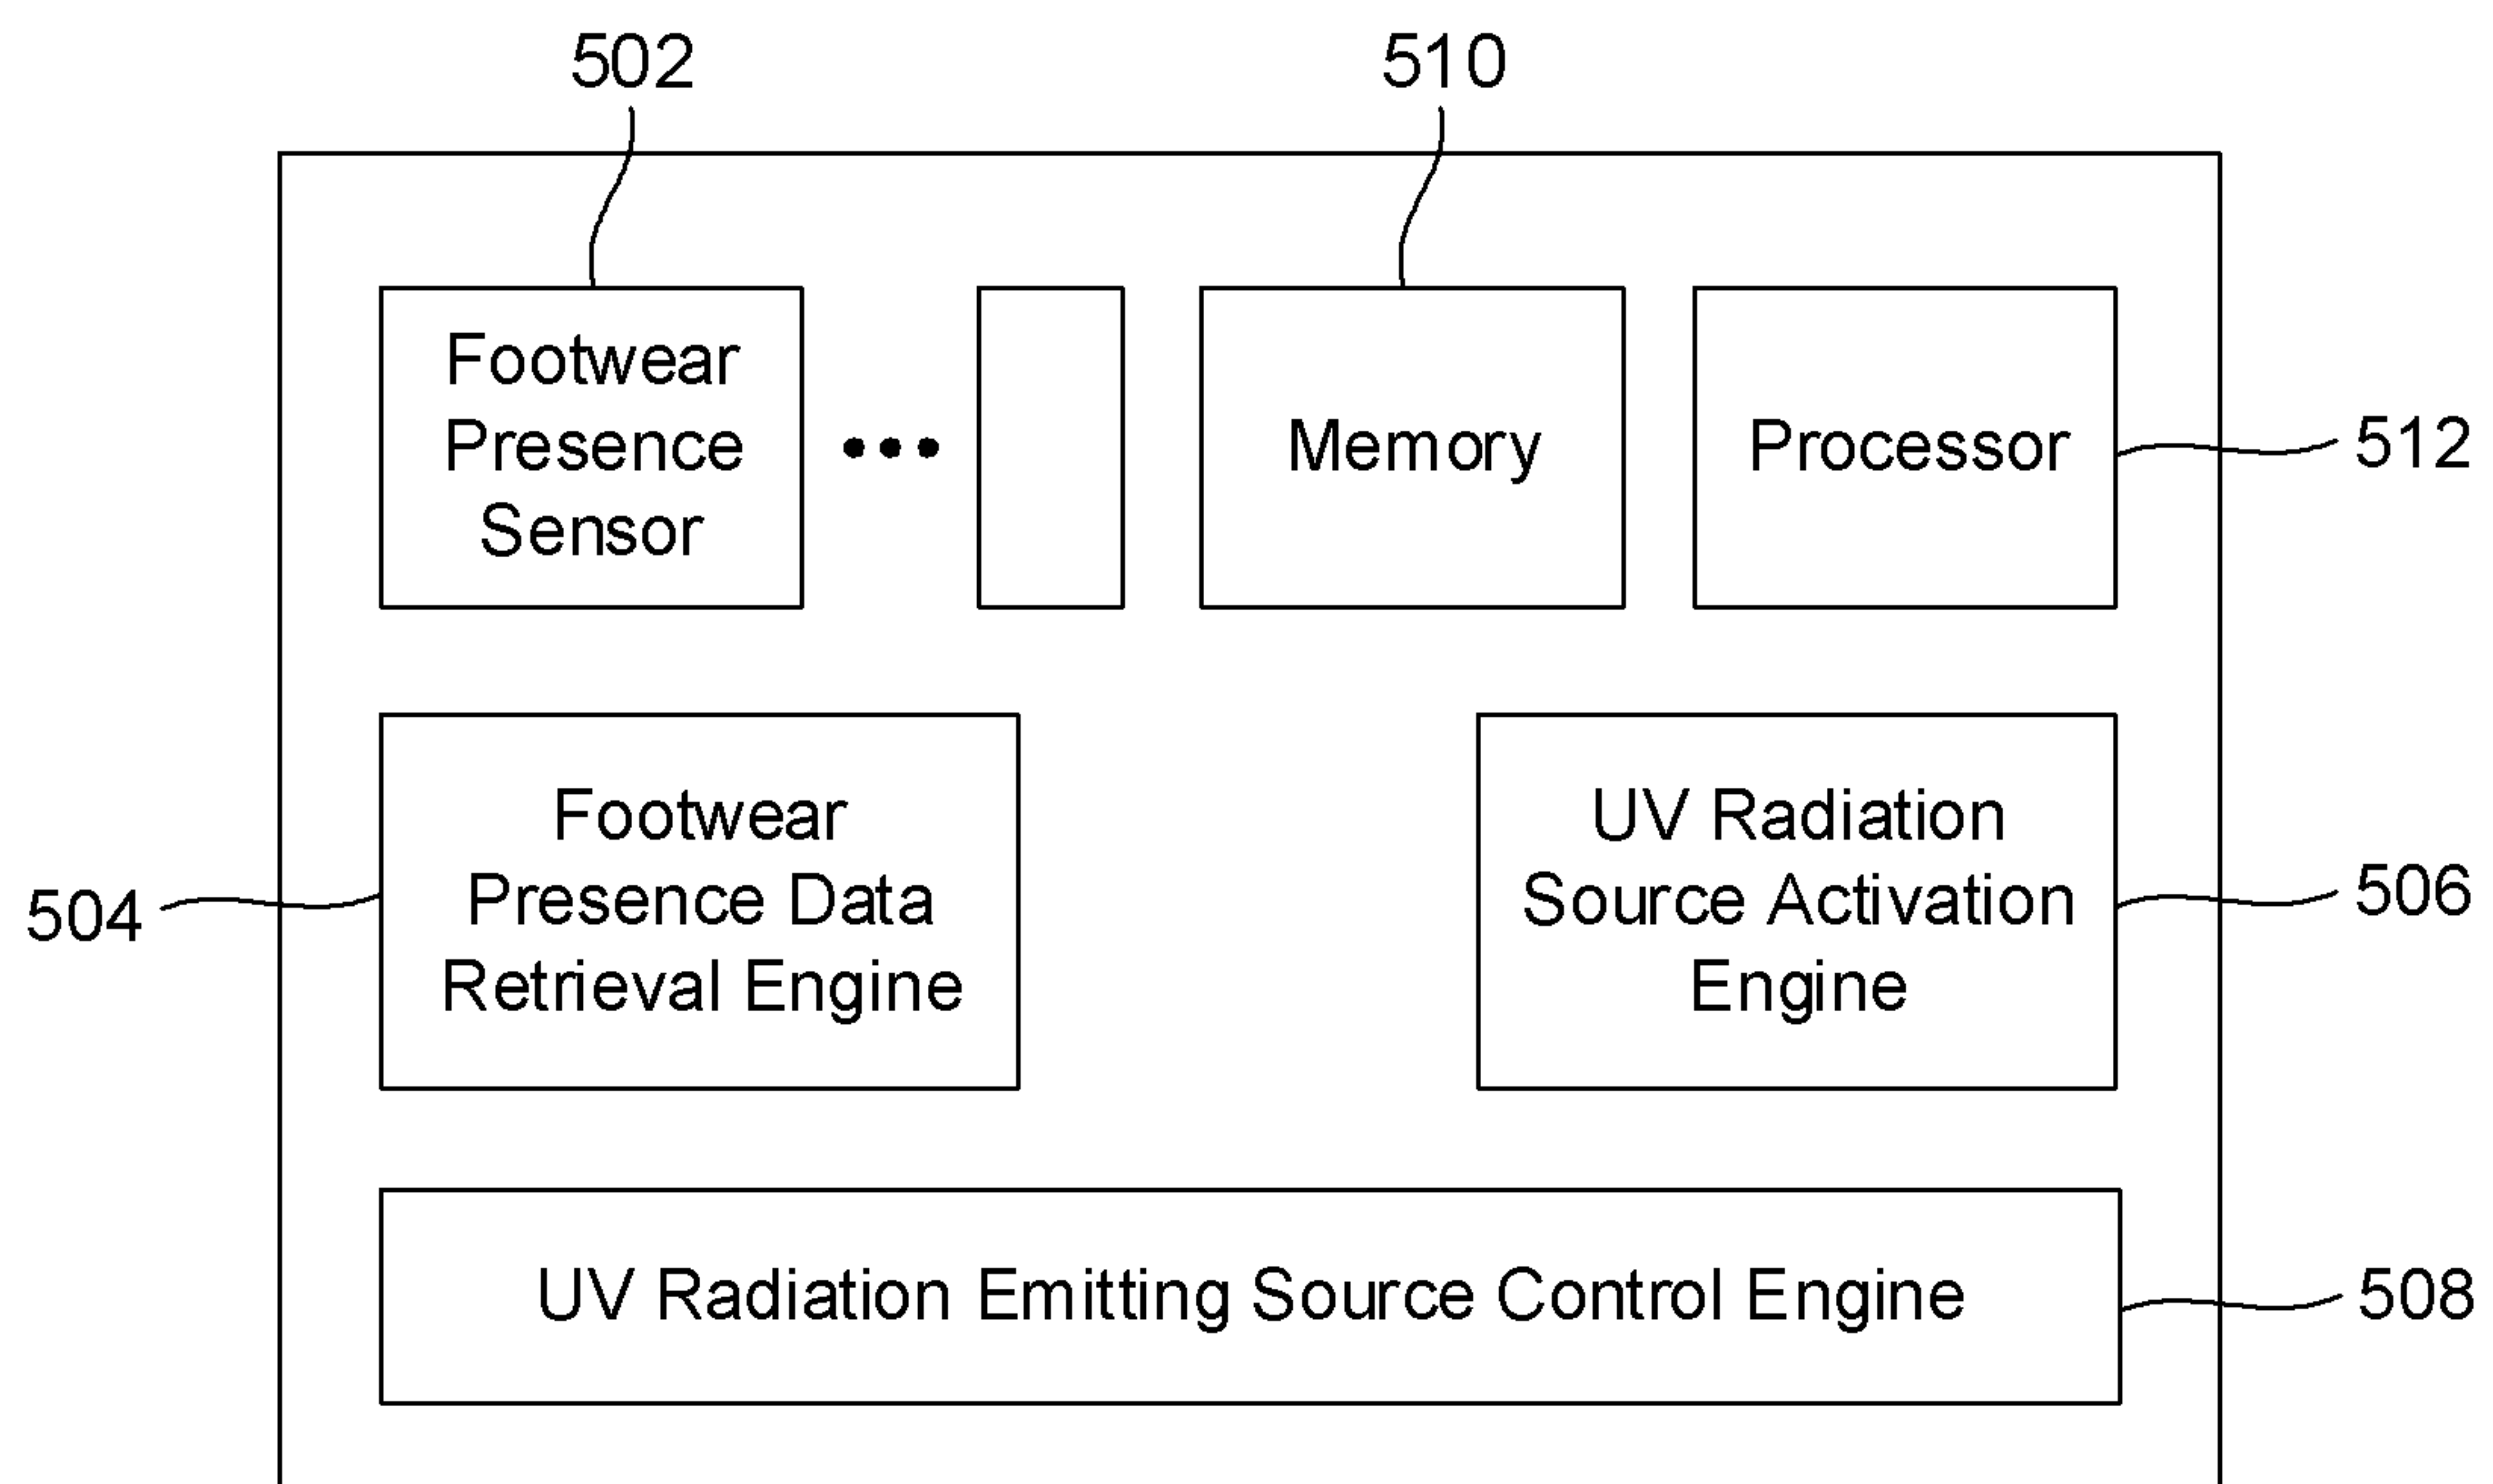 502
510
Footwear
Presence
Sensor
•••
Memory
Processor
512
Footwear
Presence Data
Retrieval Engine
504
UV Radiation
Source Activation
Engine
506
UV Radiation Emitting Source Control Engine
508